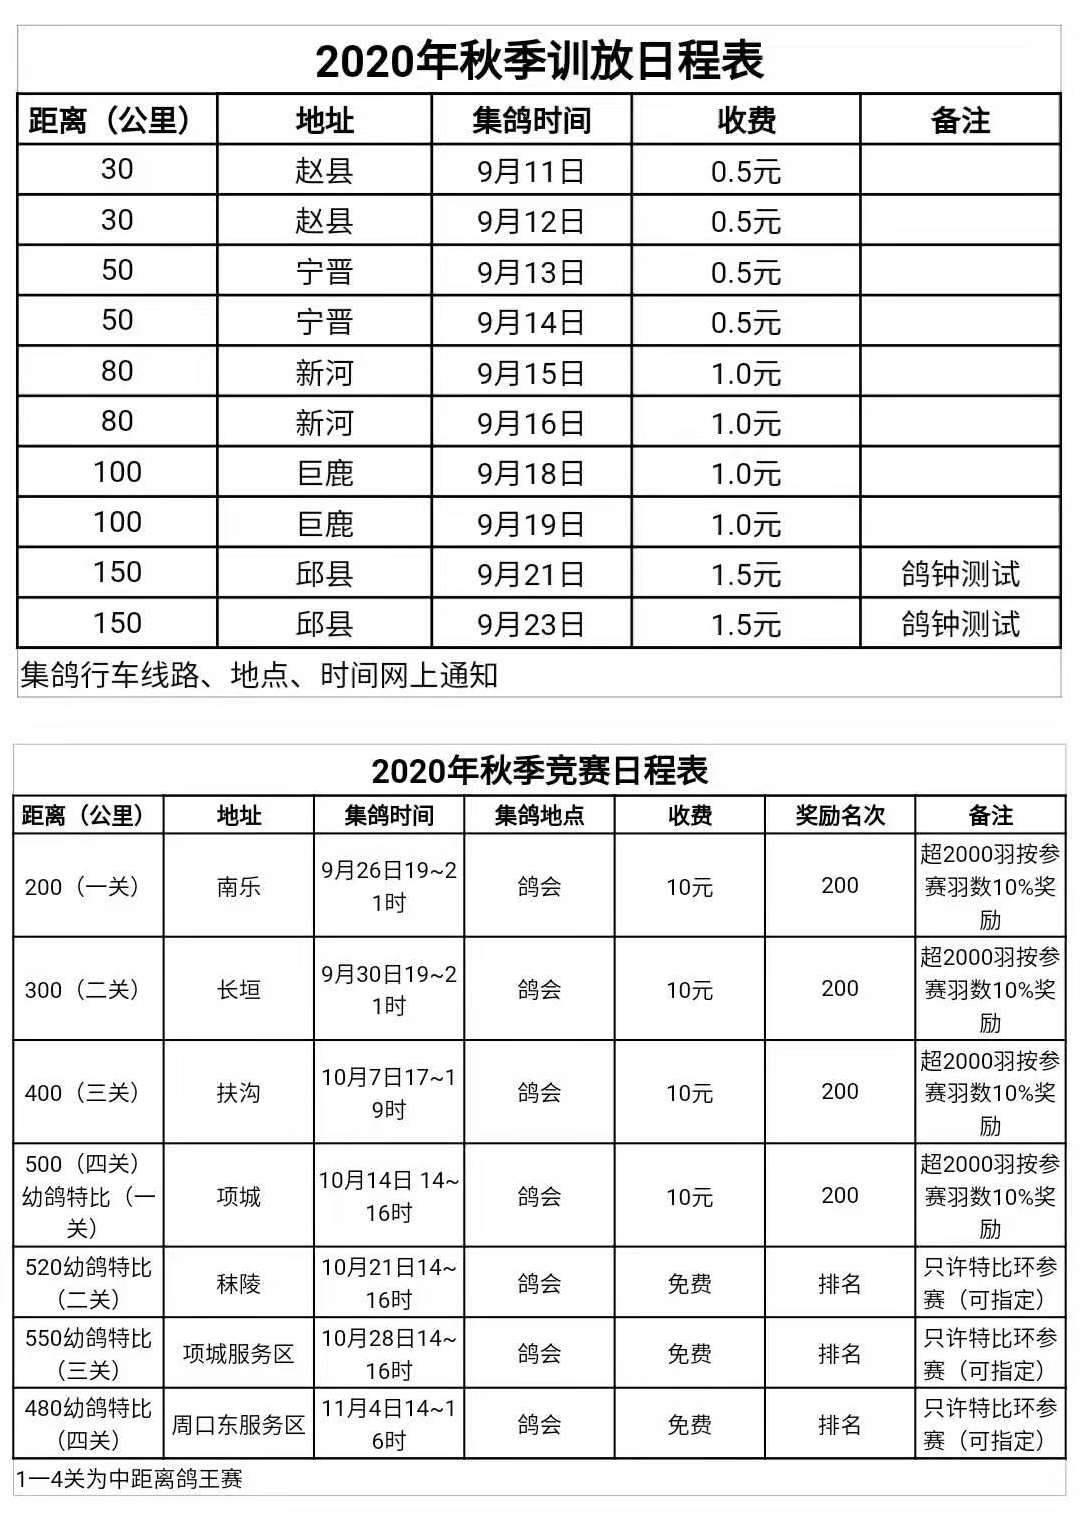 2020年秋季训放日程表
距离（公里） 地址 集鸽时间 收费 备注
30 赵县 9月11日 0.5元
30 赵县 9月12日 0.5元
50 宁晋 9月13日 0.5元
50 宁晋 9月14日 0.5元
80 新河 9月15日 1.0元
80 新河 9月16日 1.0元
100 巨鹿 9月18日 1.0元
100 巨鹿 9月19日 1.0元
150 邱县 9月21日 1.5元 鸽钟测试
150 邱县 9月23日 1.5元 鸽钟测试
集鸽行车线路、地点、时间网上通知
2020年秋季竞赛日程表
距离（公里） 地址 集鸽时间 集鸽地点 收费 奖励名次 备注
200（一关） 南乐 9月26日19~2
1时 鸽会 10元 200 超2000羽按参
赛羽数10%奖
励
300（二关） 长垣 9月30日19~2
1时 鸽会 10元 200 超2000羽按参
赛羽数10%奖
励
400（三关） 扶沟 10月7日17~1
9时 鸽会 10元 200 超2000羽按参
赛羽数10%奖
励
500（四关）
幼鸽特比（一
关） 项城 10月14日 14~
16时 鸽会 10元 200 超2000羽按参
赛羽数10%奖
励
520幼鸽特比
（二关） 秣陵 10月21日14~
16时 鸽会 免费 排名 只许特比环参
赛（可指定）
550幼鸽特比
（三关） 项城服务区 10月28日14~
16时 鸽会 免费 排名 只许特比环参
赛（可指定）
480幼鸽特比
（四关） 周口东服务区 11月4日14~1
6时 鸽会 免费 排名 只许特比环参
赛（可指定）
1一4关为中距离鸽王赛